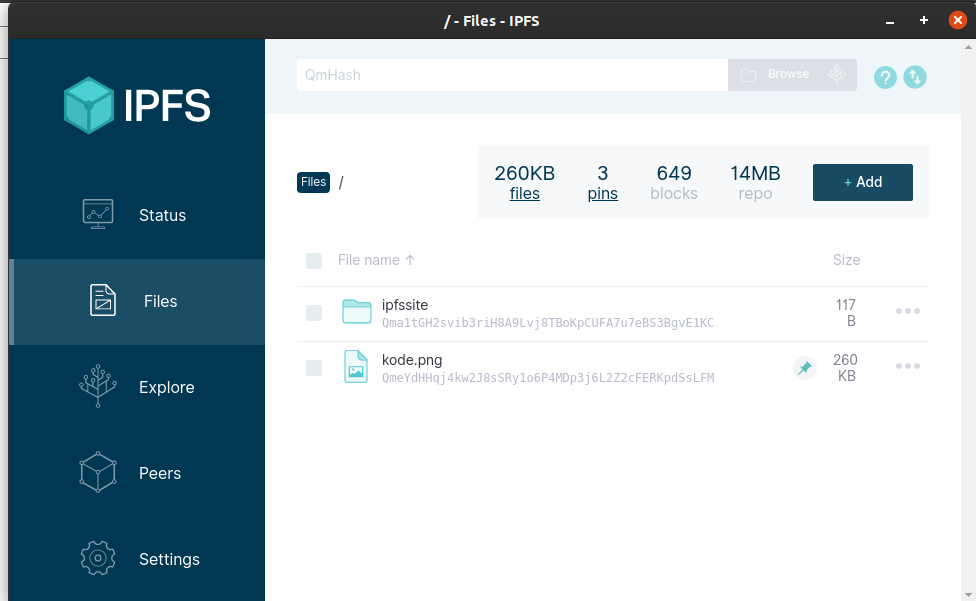 / - Files - IPFS
IPFS
Status
Files
Explore
Peers
Settings
QmHash
Browse
?
Files /
260KB 3 649 14MB
files pins blocks repo
+ Add
File name ↑ Size
ipfssite
Qma1tGH2svib3riH8A9Lvj8TBoKpCUFA7u7eBS3BgvE1KC
117
B
kode.png
QmeYdHHqj4kw2J8sSRy1o6P4MDp3j6L2Z2cFERKpdSsLFM
260
KB